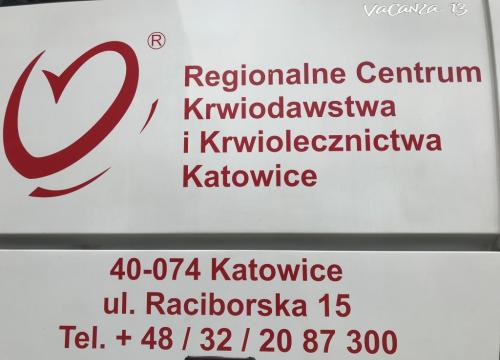 vacanza 13
®
Regionalne Centrum
Krwiodawstwa
i Krwiolecznictwa
Katowice
40-074 Katowice
ul. Raciborska 15
Tel. + 48 / 32 / 20 87 300